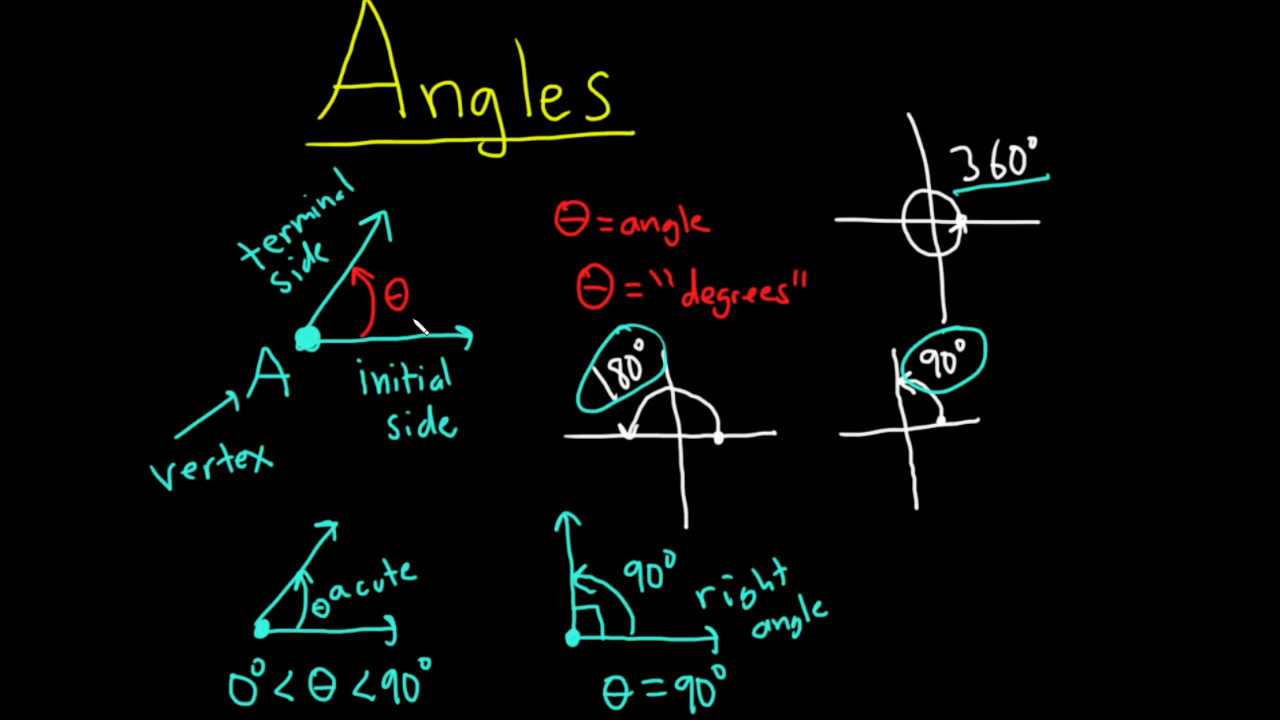 Angles
360°
terminal
side
θ
θ = angle
θ = "degrees"
A
initial
side
vertex
180°
90°
θ acute
0° < θ < 90°
90°
right
angle
θ = 90°